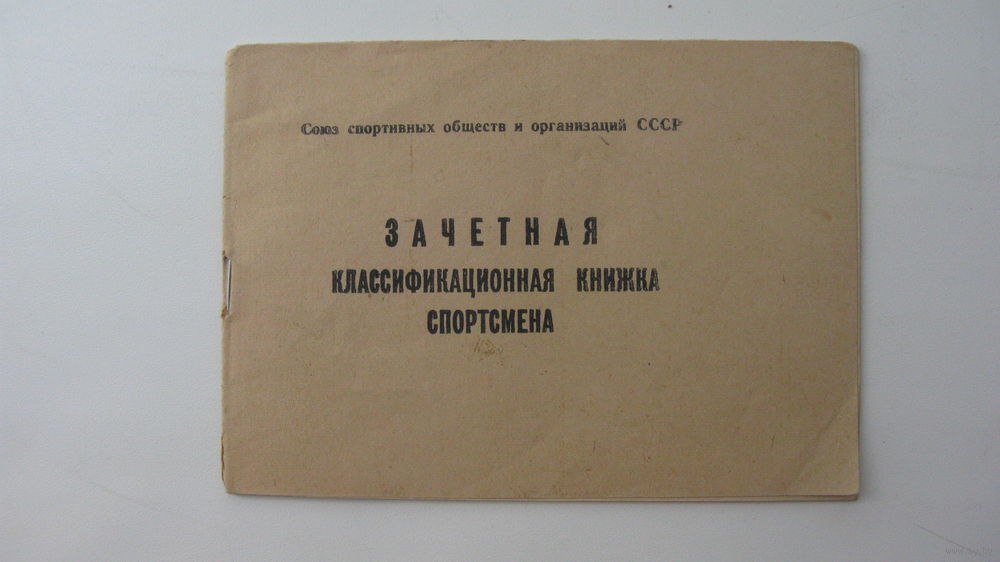 Союз спортивных обществ и организаций СССР
ЗАЧЕТНАЯ
КЛАССИФИКАЦИОННАЯ КНИЖКА
СПОРТСМЕНА